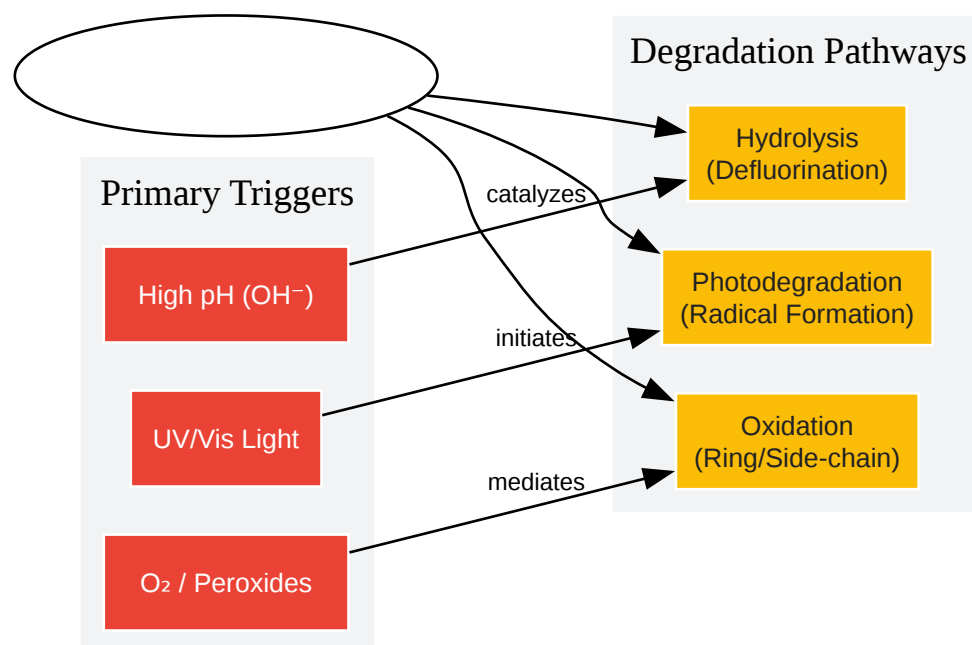 Degradation Pathways
Hydrolysis
(Defluorination)
Primary Triggers
catalyzes
High pH (OH⁻)
Photodegradation
(Radical Formation)
initiates
UV/Vis Light
Oxidation
(Ring/Side-chain)
mediates
O₂ / Peroxides